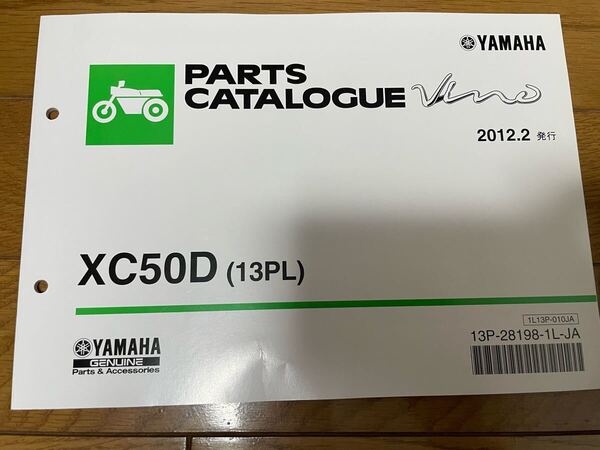 YAMAHA
PARTS
CATALOGUE Vino
2012.2 発行
XC50D (13PL)
1L13P-010JA
13P-28198-1L-JA
YAMAHA
GENUINE
Parts & Accessories